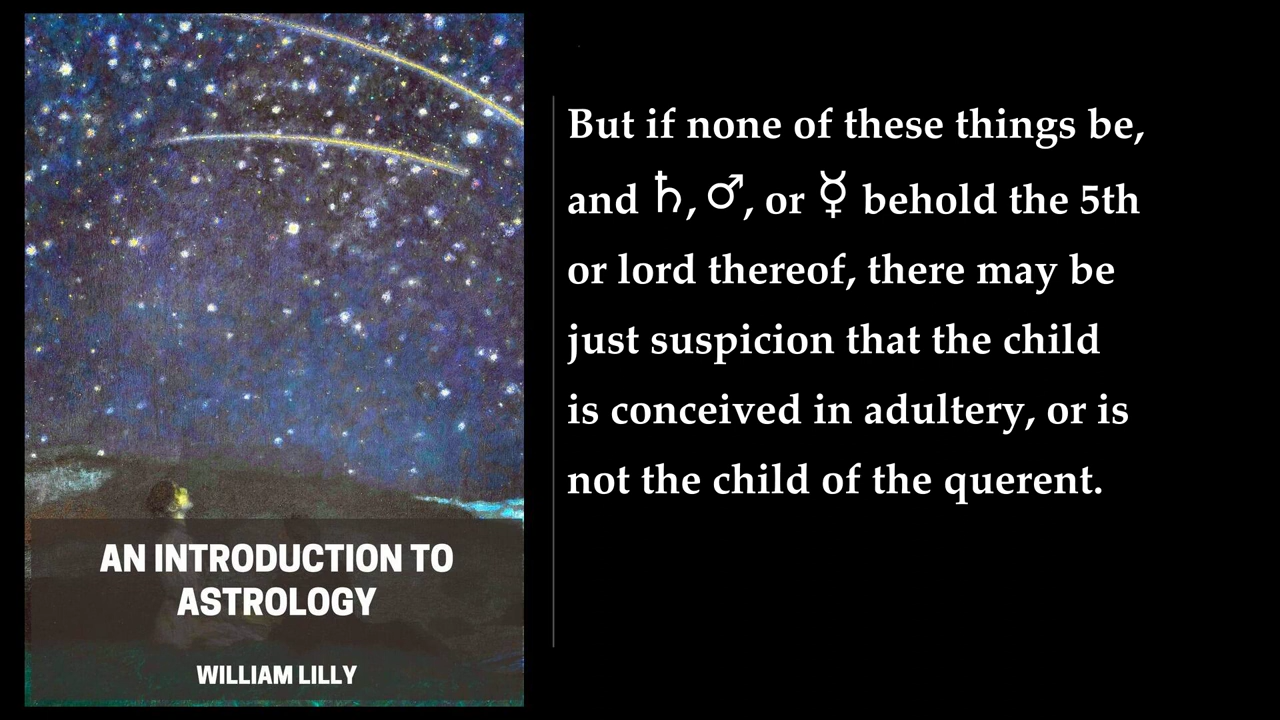 AN INTRODUCTION TO
ASTROLOGY
WILLIAM LILLY
But if none of these things be,
and ♄, ♂, or ☿ behold the 5th
or lord thereof, there may be
just suspicion that the child
is conceived in adultery, or is
not the child of the querent.